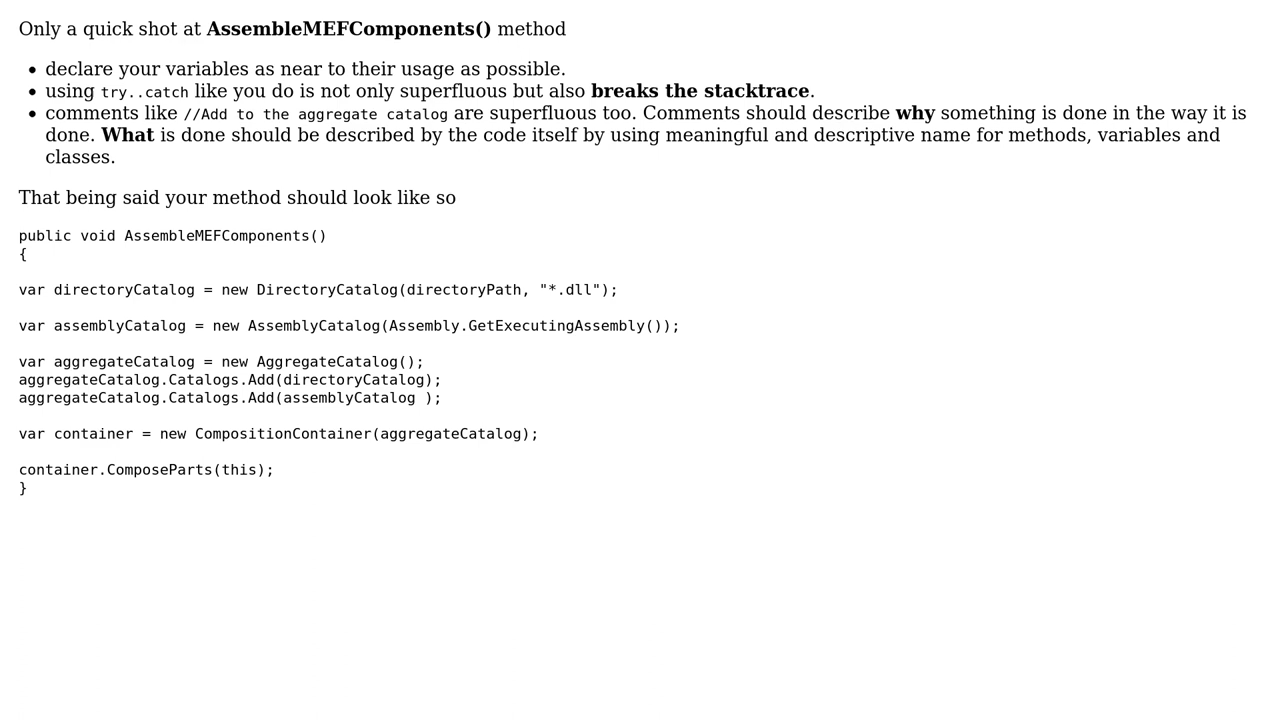 Only a quick shot at AssembleMEFComponents() method
• declare your variables as near to their usage as possible.
• using try..catch like you do is not only superfluous but also breaks the stacktrace.
• comments like //Add to the aggregate catalog are superfluous too. Comments should describe why something is done in the way it is
done. What is done should be described by the code itself by using meaningful and descriptive name for methods, variables and
classes.
That being said your method should look like so
public void AssembleMEFComponents()
{
var directoryCatalog = new DirectoryCatalog(directoryPath, "*.dll");
var assemblyCatalog = new AssemblyCatalog(Assembly.GetExecutingAssembly());
var aggregateCatalog = new AggregateCatalog();
aggregateCatalog.Catalogs.Add(directoryCatalog);
aggregateCatalog.Catalogs.Add(assemblyCatalog );
var container = new CompositionContainer(aggregateCatalog);
container.ComposeParts(this);
}